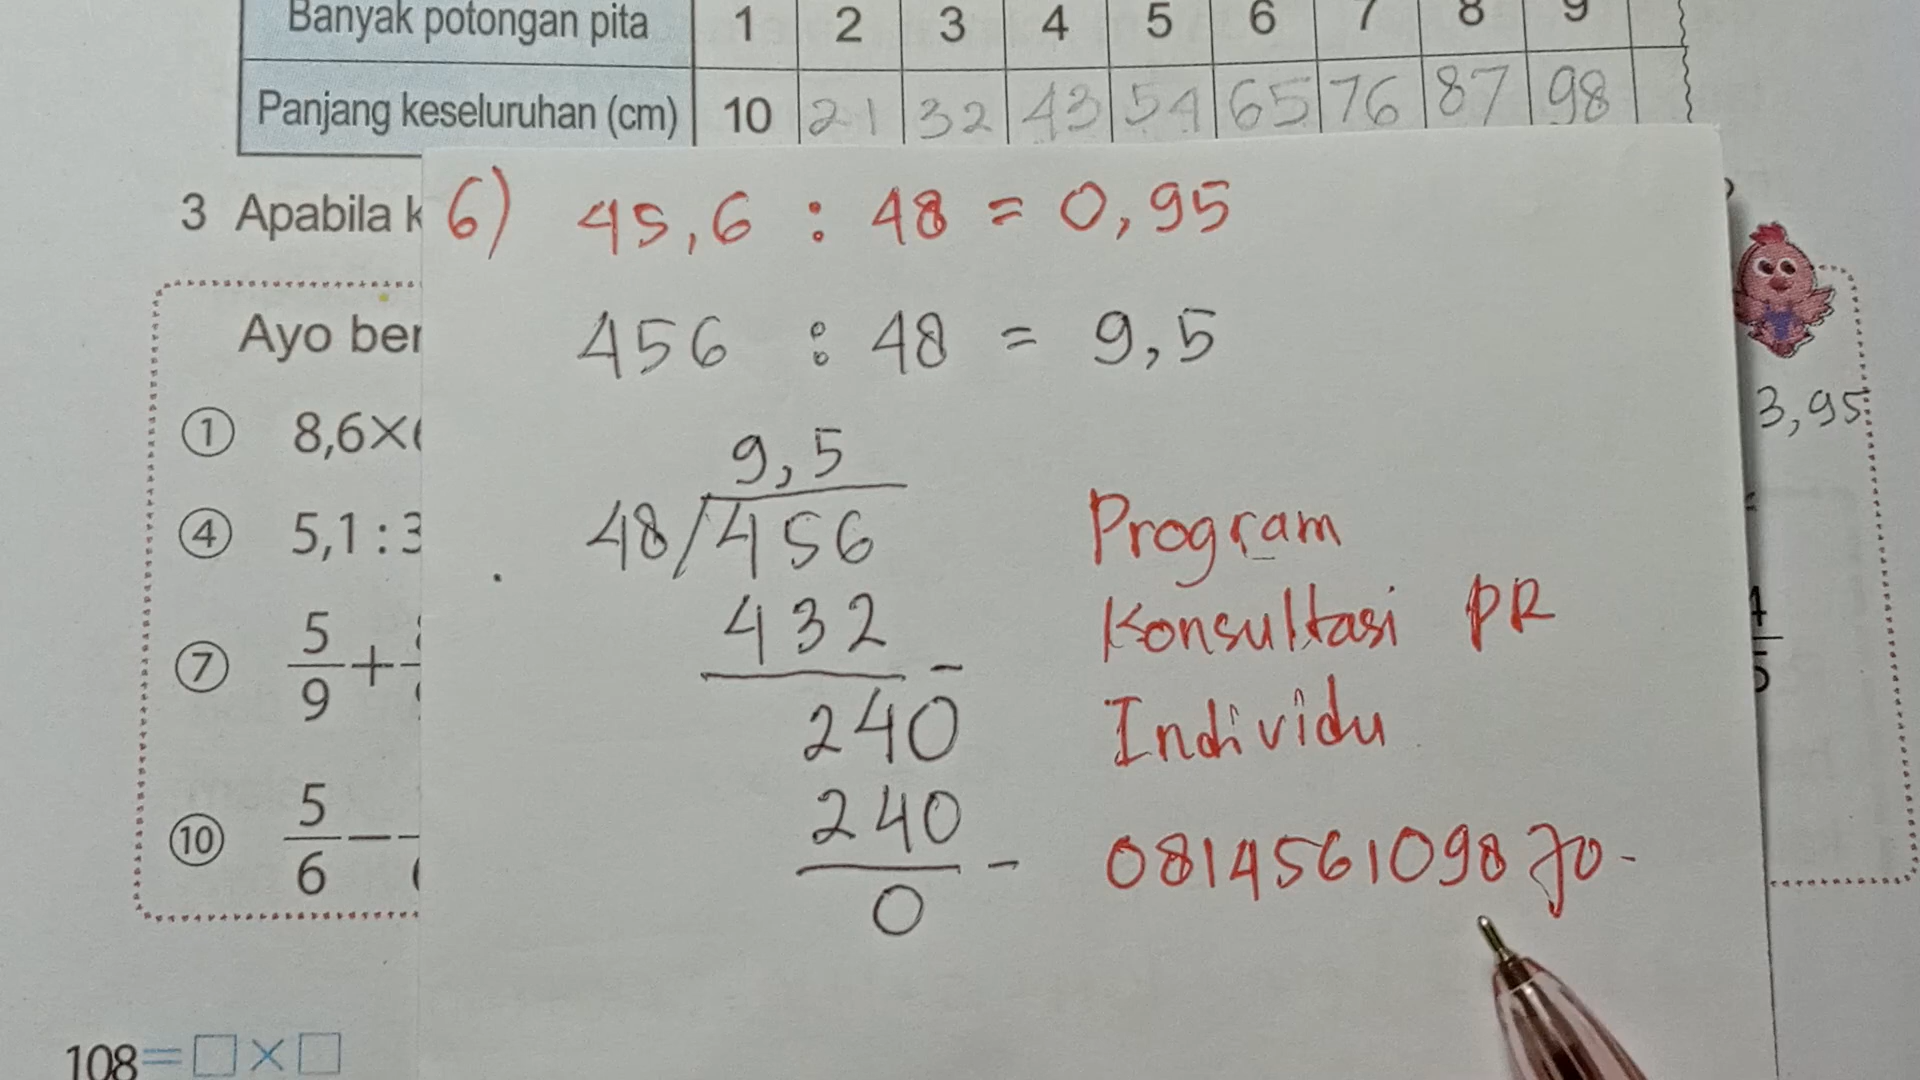 Banyak potongan pita 1 2 3 4 5 6 7 8 9
Panjang keseluruhan (cm) 10 21 32 43 54 65 76 87 98
3 Apabila k
6) 45,6 : 48 = 0,95
Ayo ber
456 : 48 = 9,5
① 8,6×
3,95
9,5
④ 5,1 : 3
48 456
432 -
240
240 -
0
Program
Konsultasi PR
Individu
081456109870-
⑦ 5/9 +
⑩ 5/6 -
108=□×□